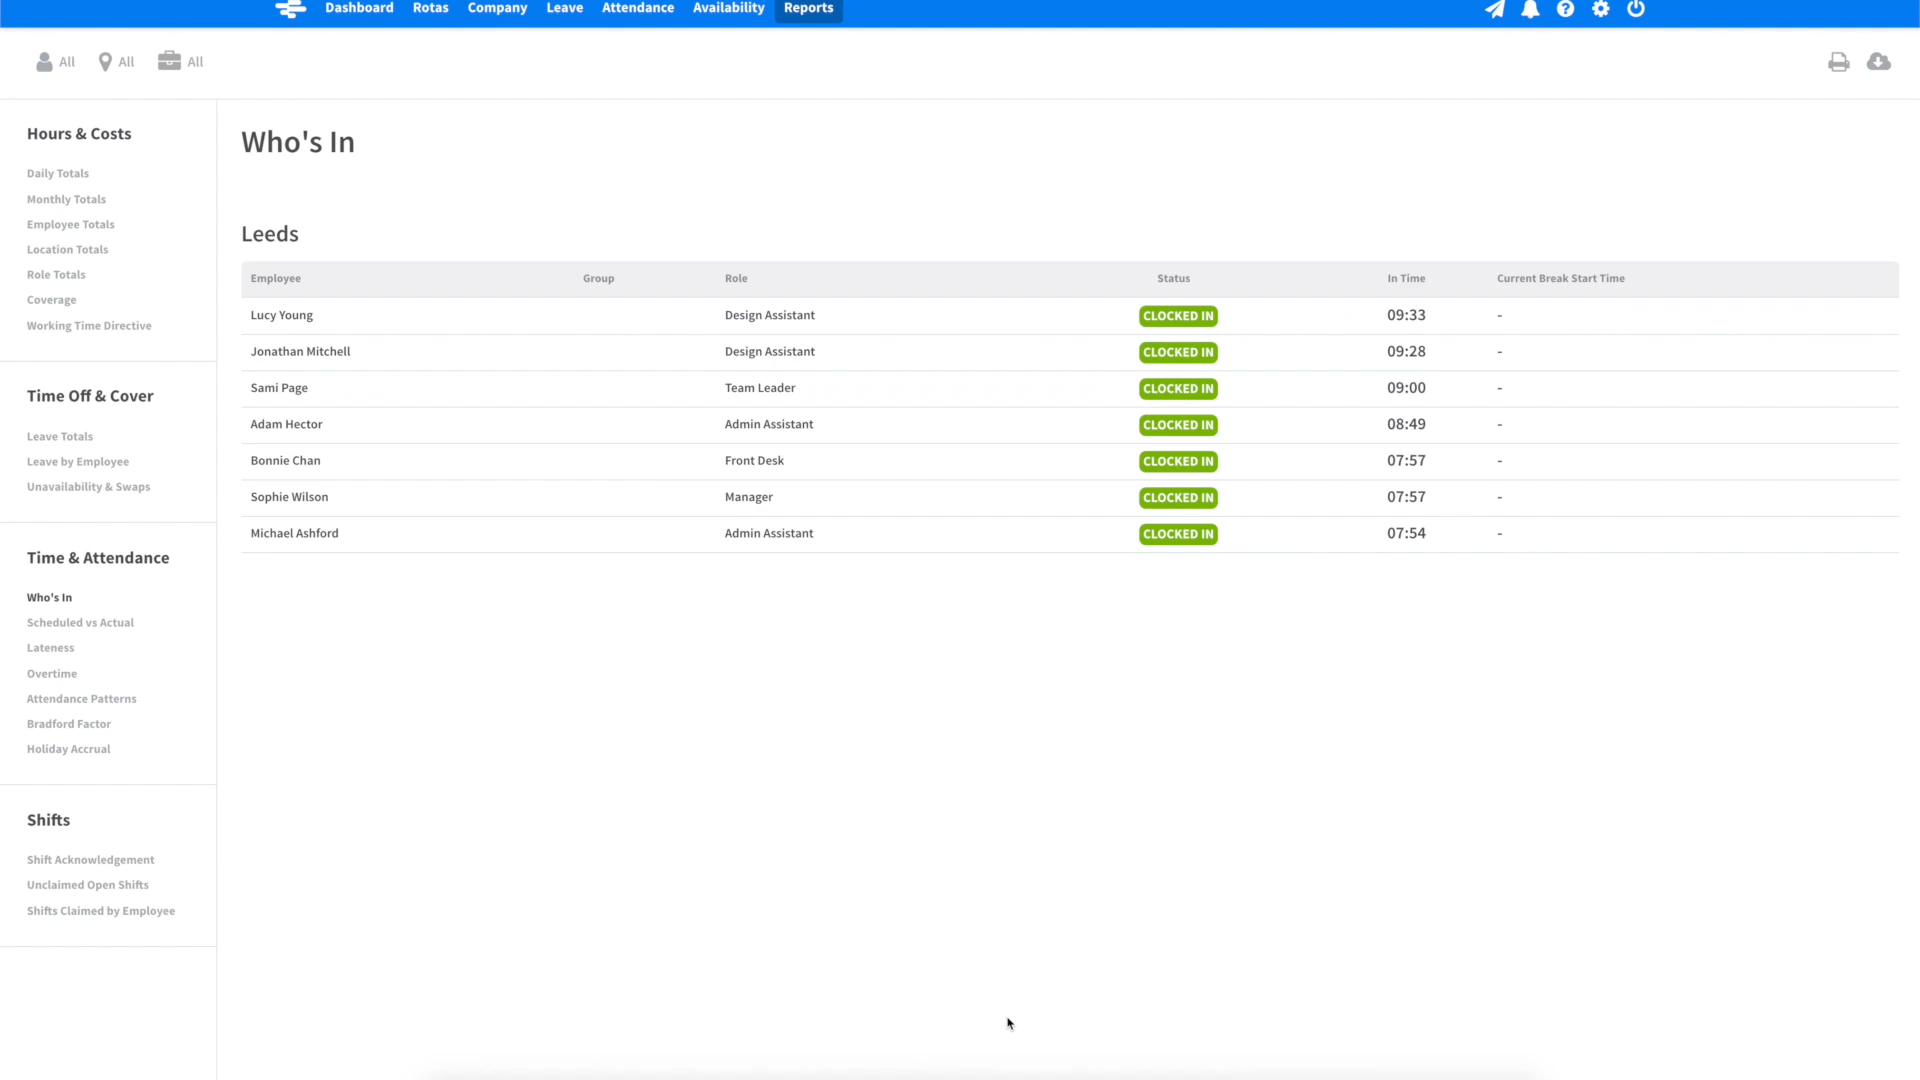 Dashboard Rotas Company Leave Attendance Availability Reports
All All All
Hours & Costs
Daily Totals
Monthly Totals
Employee Totals
Location Totals
Role Totals
Coverage
Working Time Directive
Time Off & Cover
Leave Totals
Leave by Employee
Unavailability & Swaps
Time & Attendance
Who's In
Scheduled vs Actual
Lateness
Overtime
Attendance Patterns
Bradford Factor
Holiday Accrual
Shifts
Shift Acknowledgement
Unclaimed Open Shifts
Shifts Claimed by Employee
Who's In
Leeds
Employee Group Role Status In Time Current Break Start Time
Lucy Young Design Assistant CLOCKED IN 09:33 -
Jonathan Mitchell Design Assistant CLOCKED IN 09:28 -
Sami Page Team Leader CLOCKED IN 09:00 -
Adam Hector Admin Assistant CLOCKED IN 08:49 -
Bonnie Chan Front Desk CLOCKED IN 07:57 -
Sophie Wilson Manager CLOCKED IN 07:57 -
Michael Ashford Admin Assistant CLOCKED IN 07:54 -